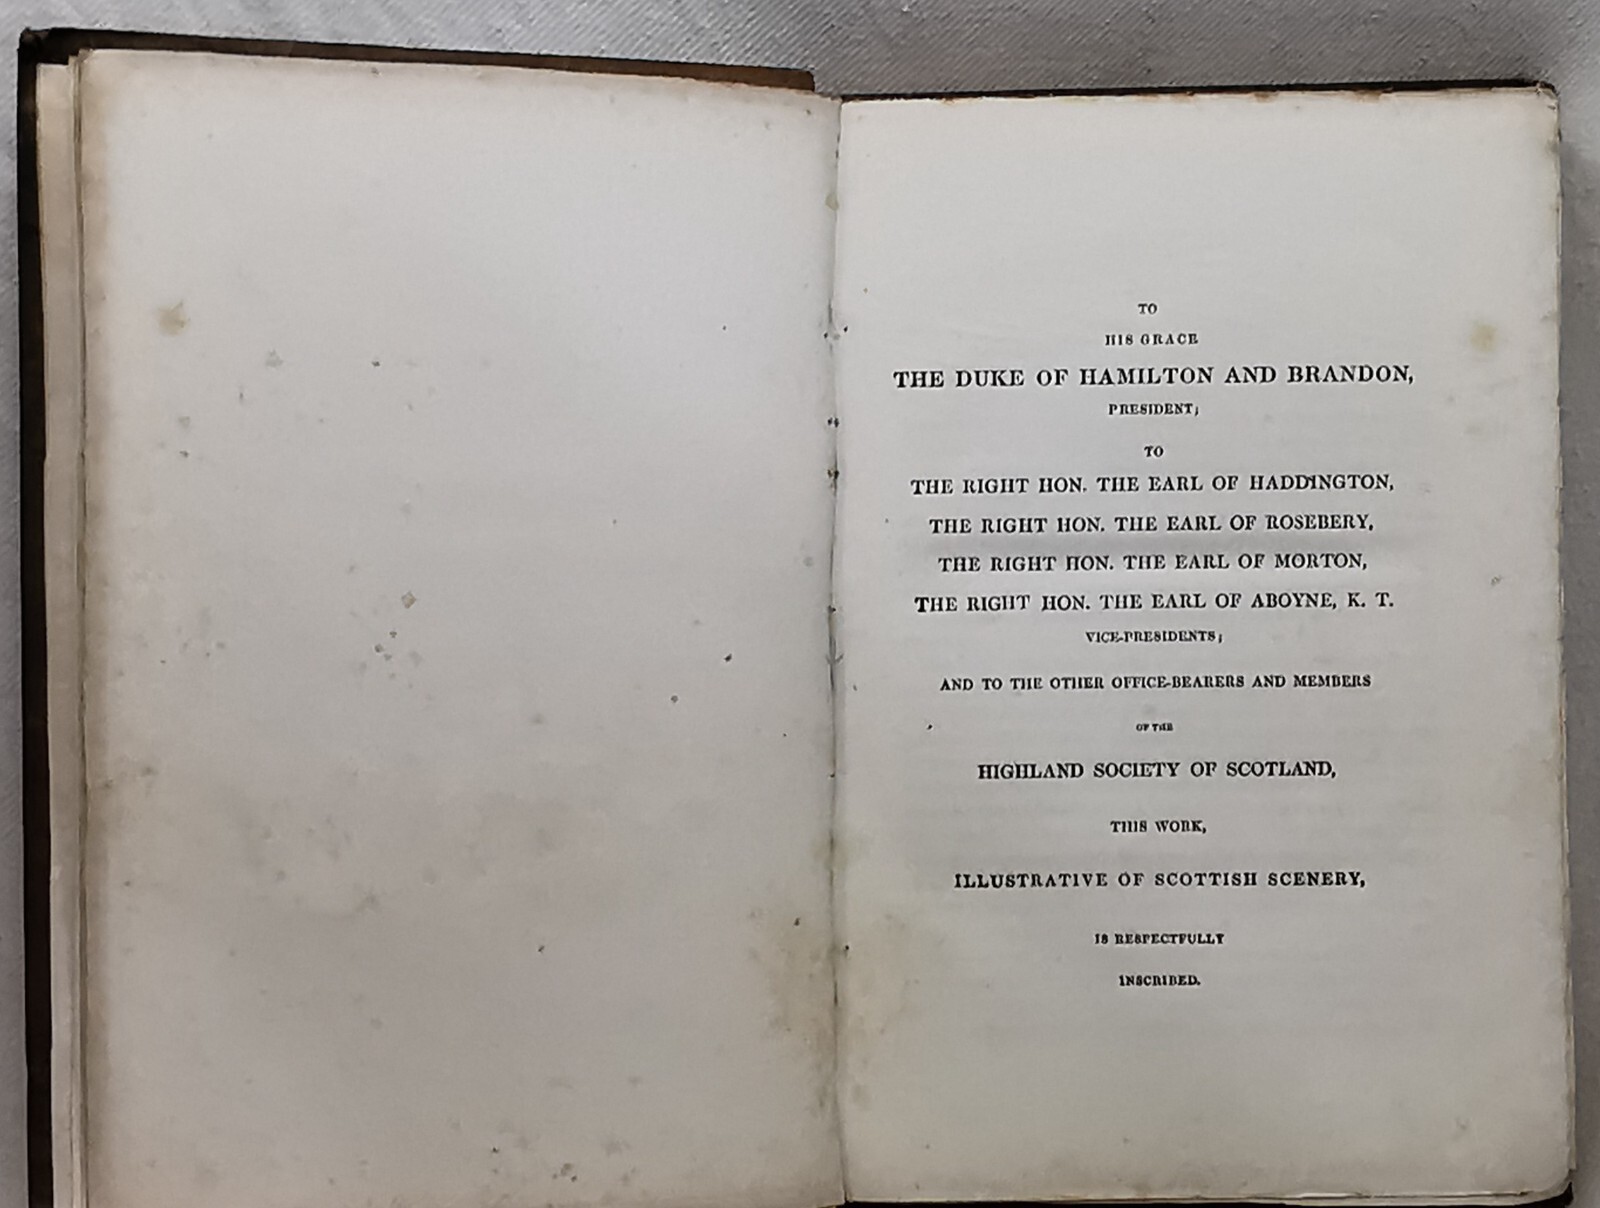 TO
HIS GRACE
THE DUKE OF HAMILTON AND BRANDON,
PRESIDENT;
TO
THE RIGHT HON. THE EARL OF HADDINGTON,
THE RIGHT HON. THE EARL OF ROSEBERY,
THE RIGHT HON. THE EARL OF MORTON,
THE RIGHT HON. THE EARL OF ABOYNE, K. T.
VICE-PRESIDENTS;
AND TO THE OTHER OFFICE-BEARERS AND MEMBERS
OF THE
HIGHLAND SOCIETY OF SCOTLAND,
THIS WORK,
ILLUSTRATIVE OF SCOTTISH SCENERY,
IS RESPECTFULLY
INSCRIBED.